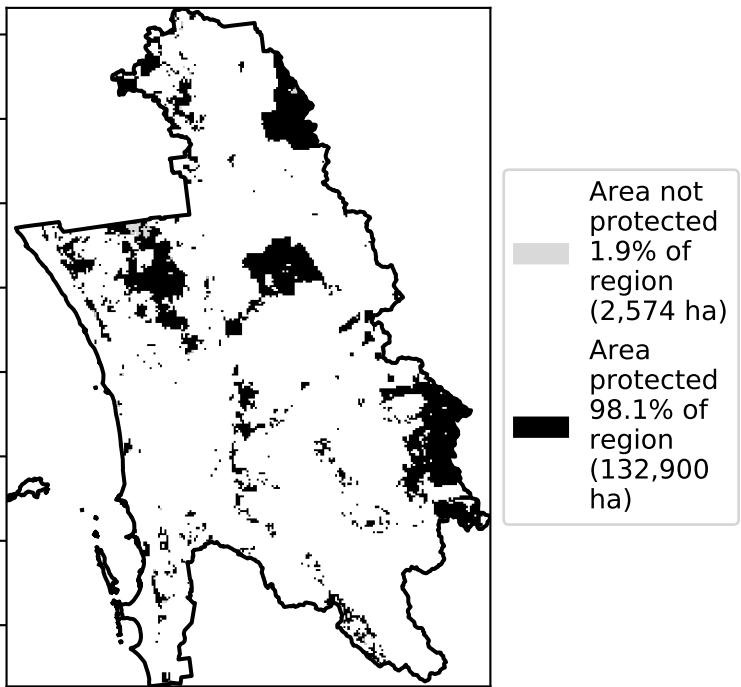 Area not
protected
1.9% of
region
(2,574 ha)
Area
protected
98.1% of
region
(132,900
ha)